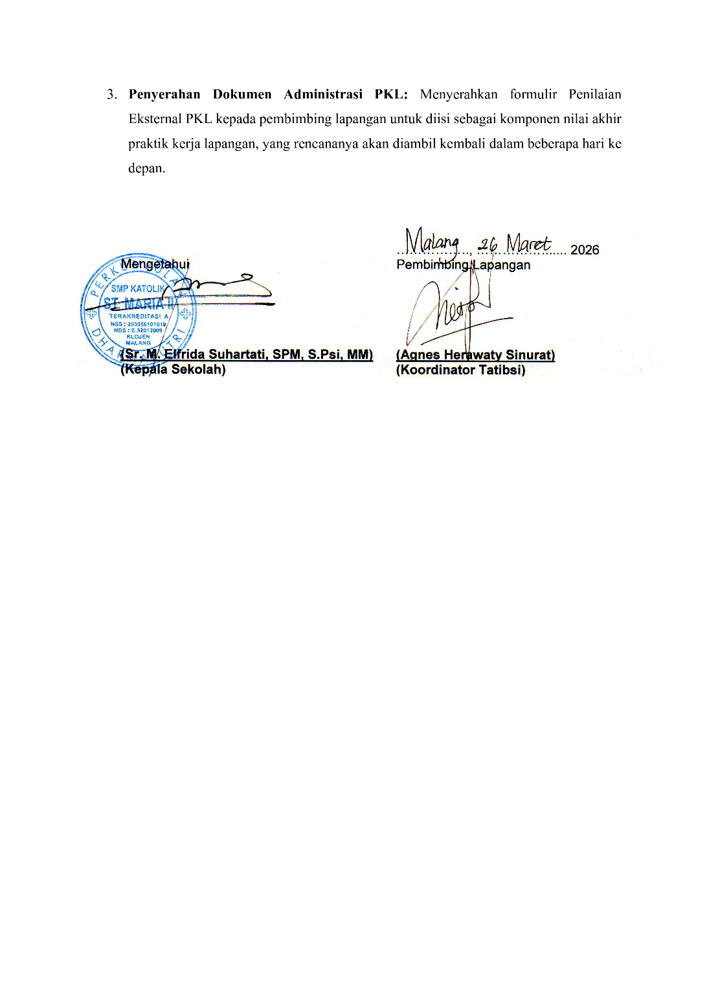 3. Penyerahan Dokumen Administrasi PKL: Menyerahkan formulir Penilaian
Eksternal PKL kepada pembimbing lapangan untuk diisi sebagai komponen nilai akhir
praktik kerja lapangan, yang rencananya akan diambil kembali dalam beberapa hari ke
depan.
Malang, 26 Maret 2026
Mengetahui
Pembimbing Lapangan
SMP KATOLIK
ST. MARIA II
TERAKREDITASI A
NSS : 203056101019
NDS : E.32012009
KLOJEN
MALANG
(Sr. M. Elfrida Suhartati, SPM, S.Psi, MM)
(Kepala Sekolah)
(Agnes Herawaty Sinurat)
(Koordinator Tatibsi)